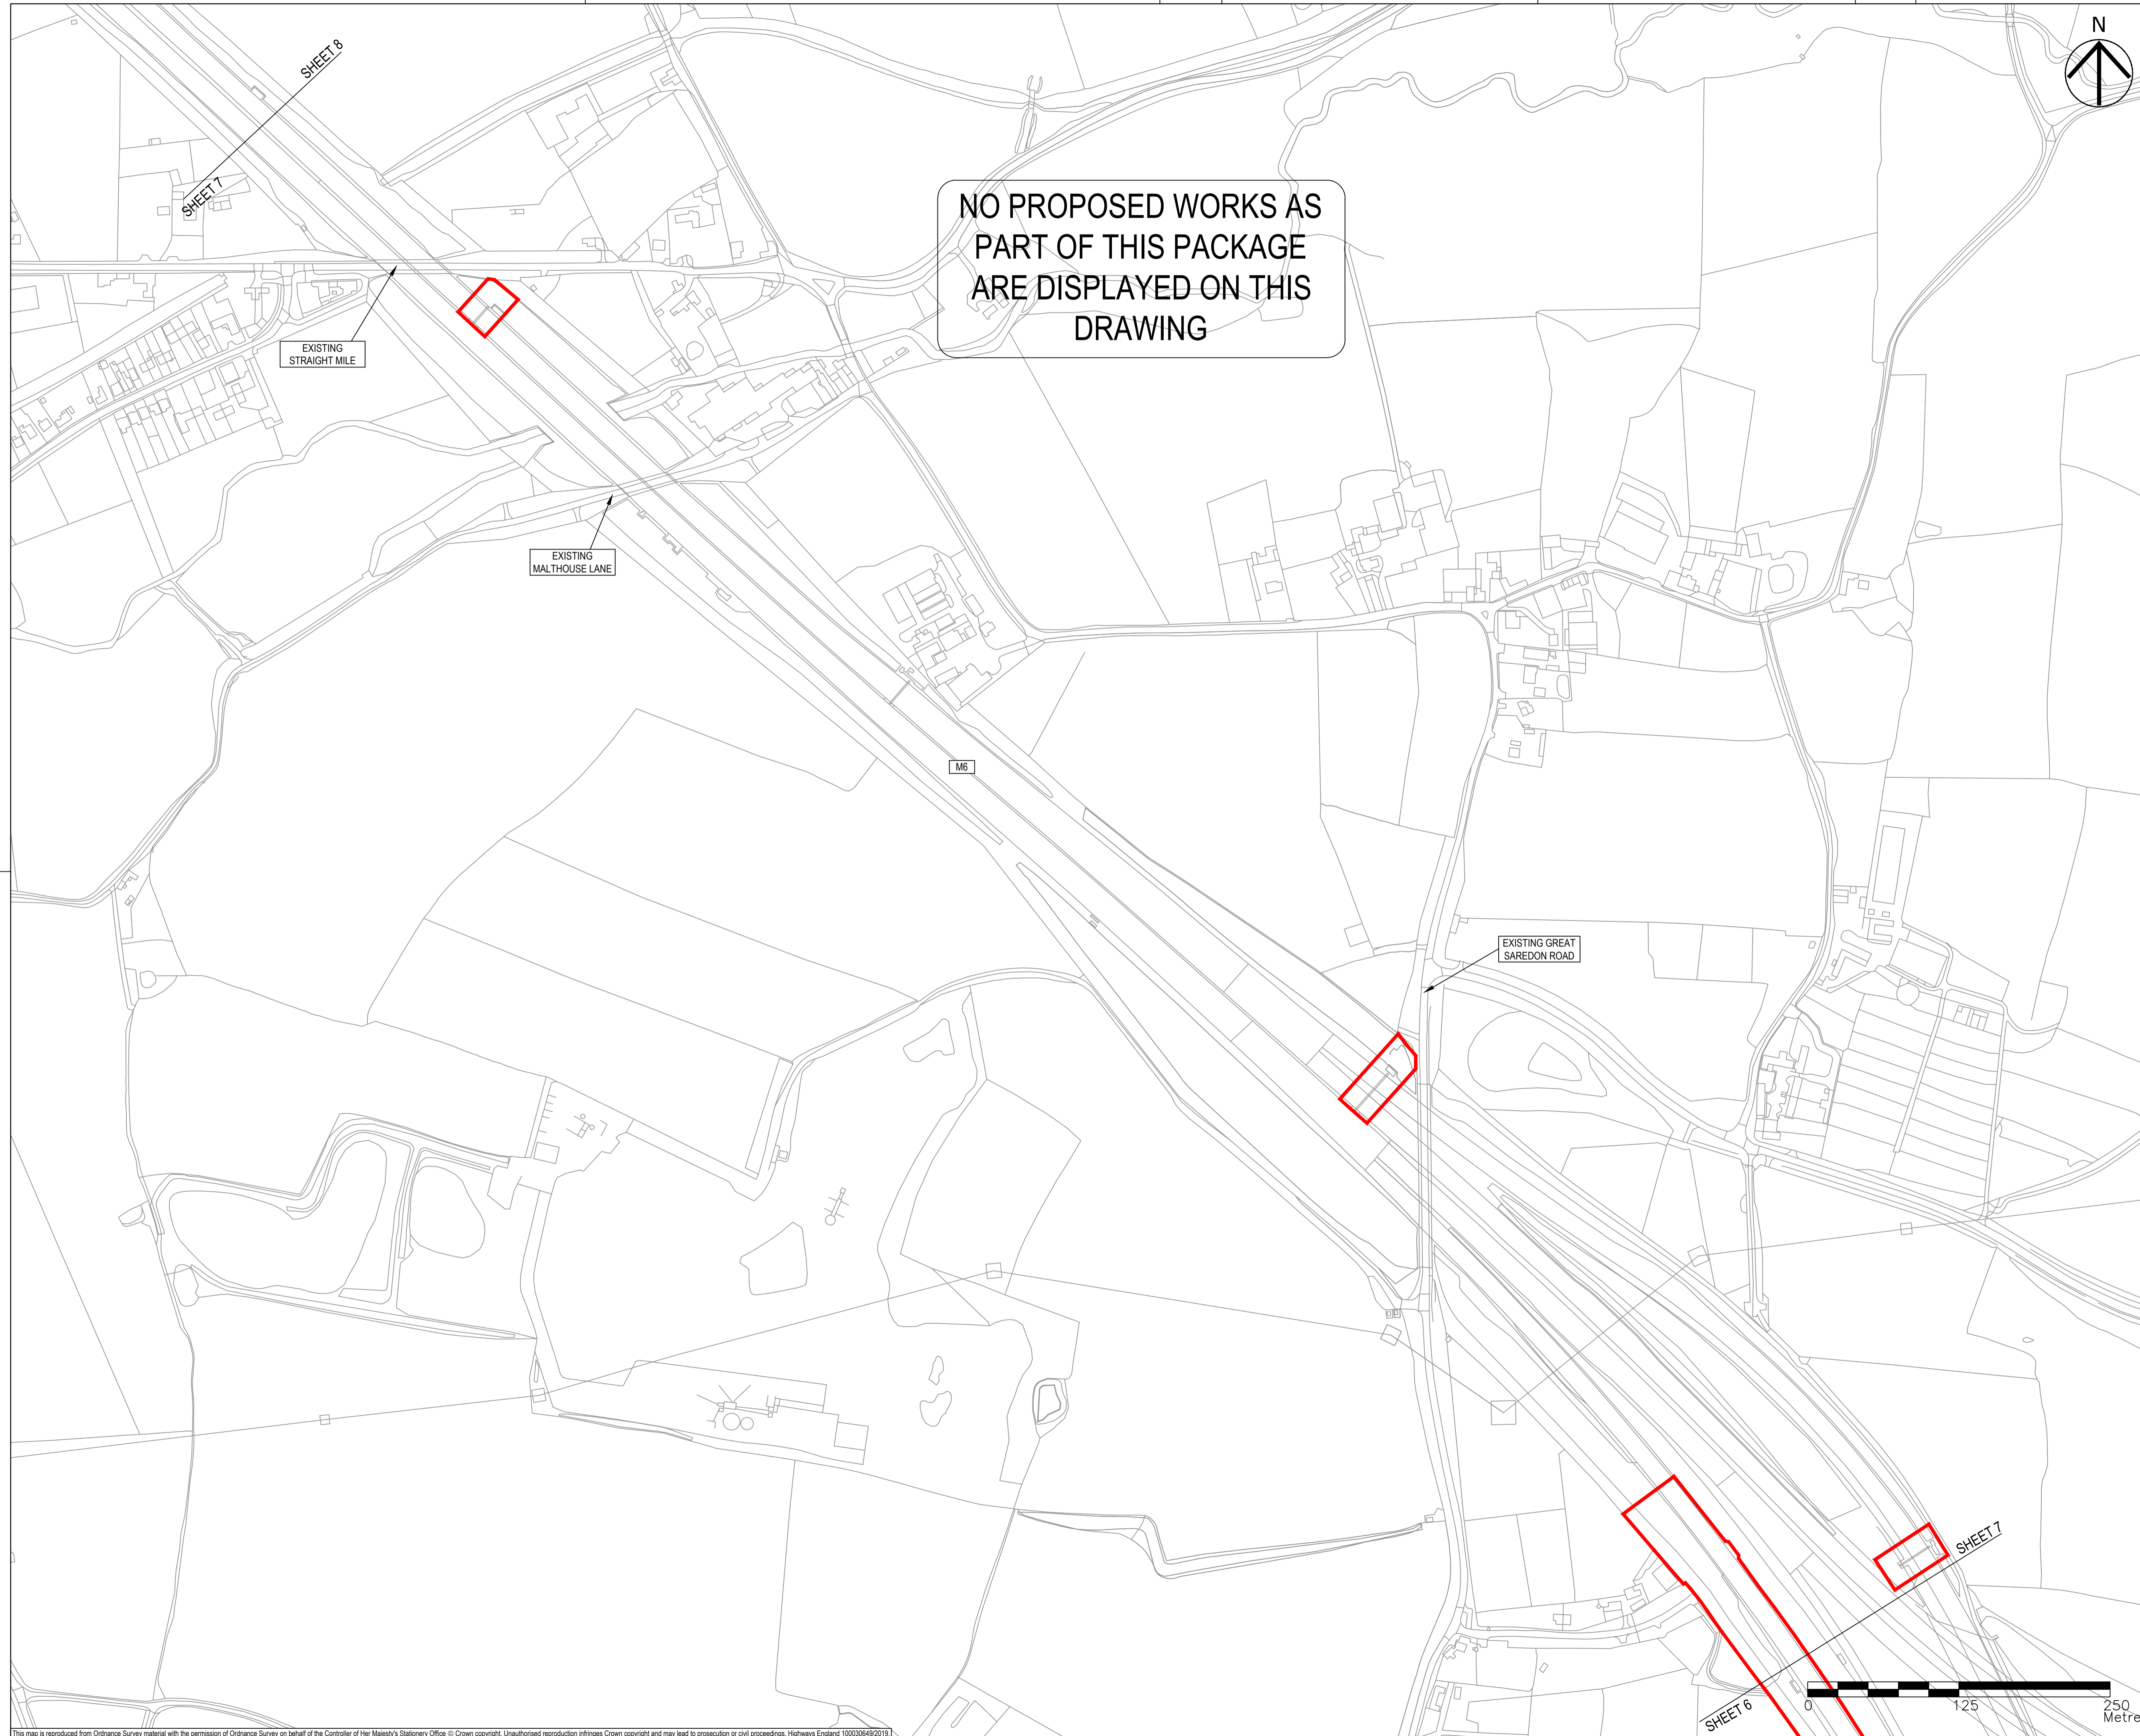 SHEET 8
SHEET 7
N
NO PROPOSED WORKS AS
PART OF THIS PACKAGE
ARE DISPLAYED ON THIS
DRAWING
EXISTING
STRAIGHT MILE
EXISTING
MALTHOUSE LANE
M6
EXISTING GREAT
SAREDON ROAD
SHEET 7
SHEET 6
0 125 250
Metre
This map is reproduced from Ordnance Survey material with the permission of Ordnance Survey on behalf of the Controller of Her Majesty's Stationery Office © Crown copyright. Unauthorised reproduction infringes Crown copyright and may lead to prosecution or civil proceedings. Highways England 100030649/2019.